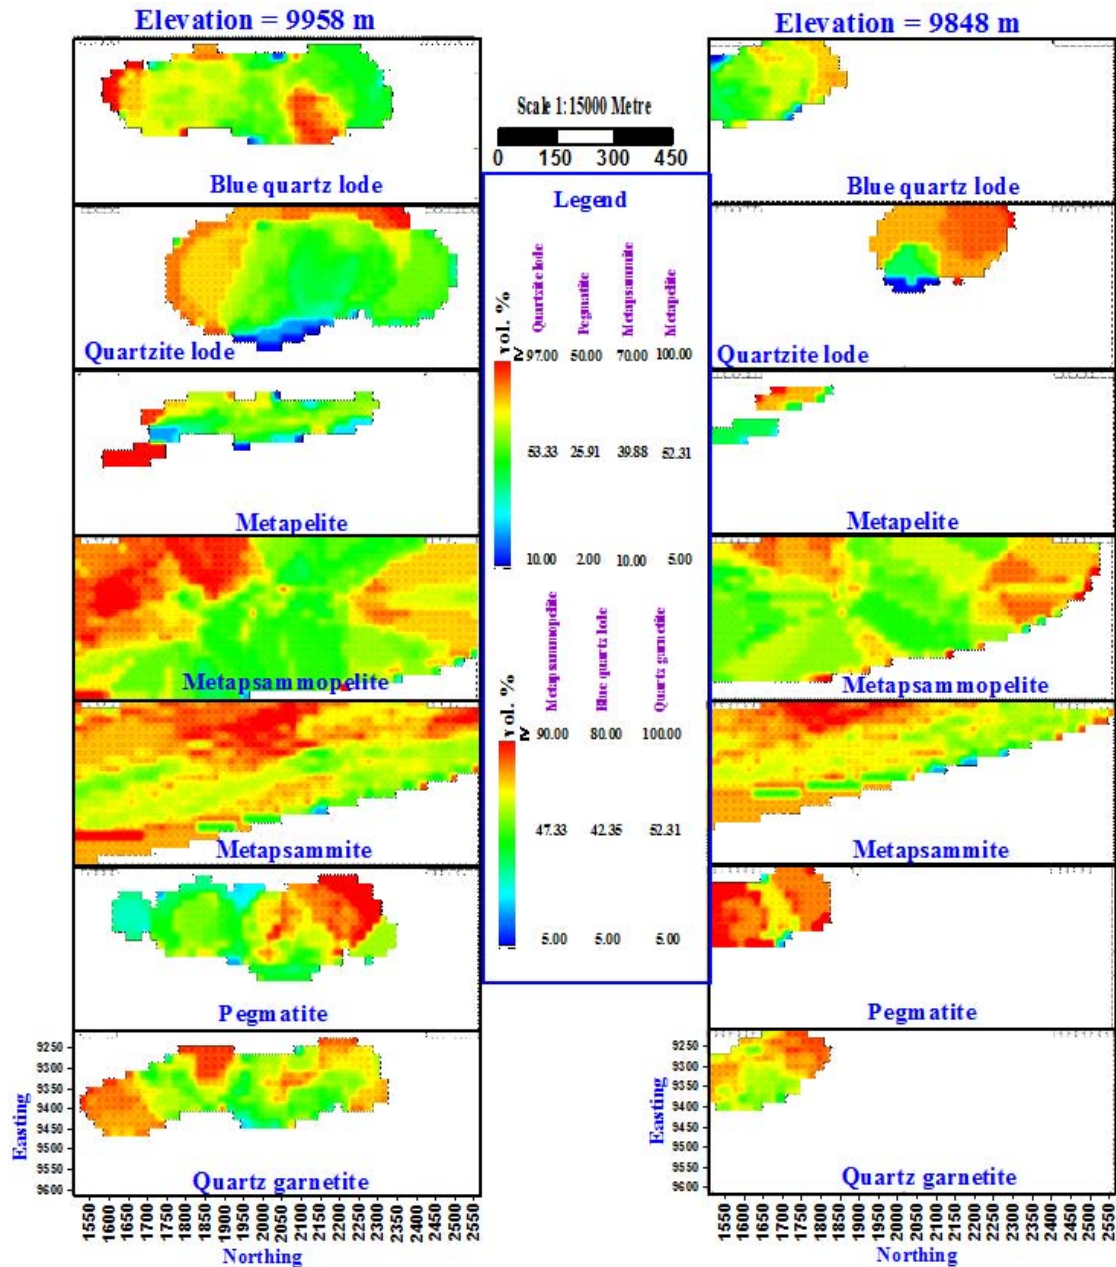 Elevation = 9958 m
Elevation = 9848 m
Blue quartz lode
Quartzite lode
Metapelite
Metapsammopelite
Metapsammite
Pegmatite
Quartz garnetite
Easting
9250
9300
9350
9400
9450
9500
9550
9600
1550 1600 1650 1700 1750 1800 1850 1900 1950 2000 2050 2100 2150 2200 2250 2300 2350 2400 2450 2500 2550
Northing
Scale 1:15000 Metre
0 150 300 450
Legend
Vol. %
Quartzite lode Pegmatite Metapsammite Metapelite
≥ 97.00 50.00 70.00 100.00
53.33 25.91 39.88 52.31
10.00 2.00 10.00 5.00
Vol. %
Metapsammopelite Blue quartz lode Quartz garnetite
≥ 90.00 80.00 100.00
47.33 42.35 52.31
5.00 5.00 5.00
Blue quartz lode
Quartzite lode
Metapelite
Metapsammopelite
Metapsammite
Pegmatite
Quartz garnetite
Easting
9250
9300
9350
9400
9450
9500
9550
9600
1550 1600 1650 1700 1750 1800 1850 1900 1950 2000 2050 2100 2150 2200 2250 2300 2350 2400 2450 2500
Northing